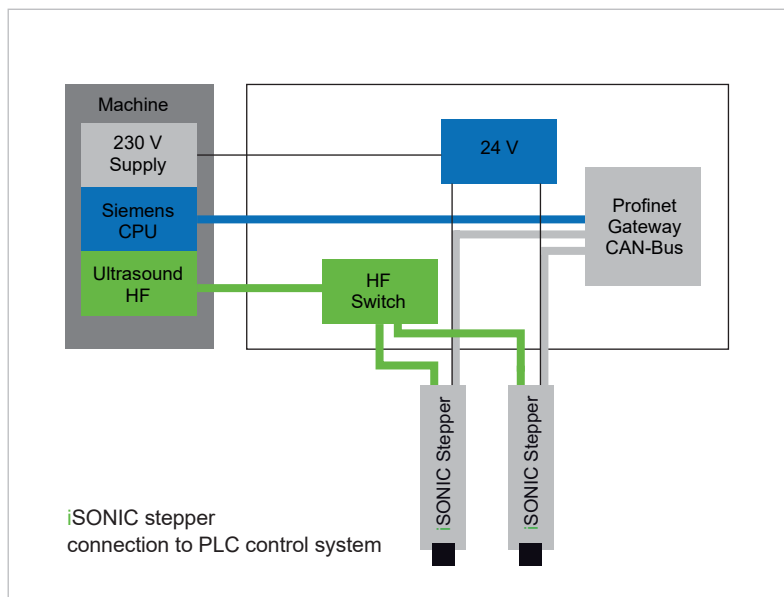 Machine
230 V
Supply
Siemens
CPU
Ultrasound
HF
24 V
Profinet
Gateway
CAN-Bus
HF
Switch
iSONIC Stepper
iSONIC Stepper
iSONIC stepper
connection to PLC control system